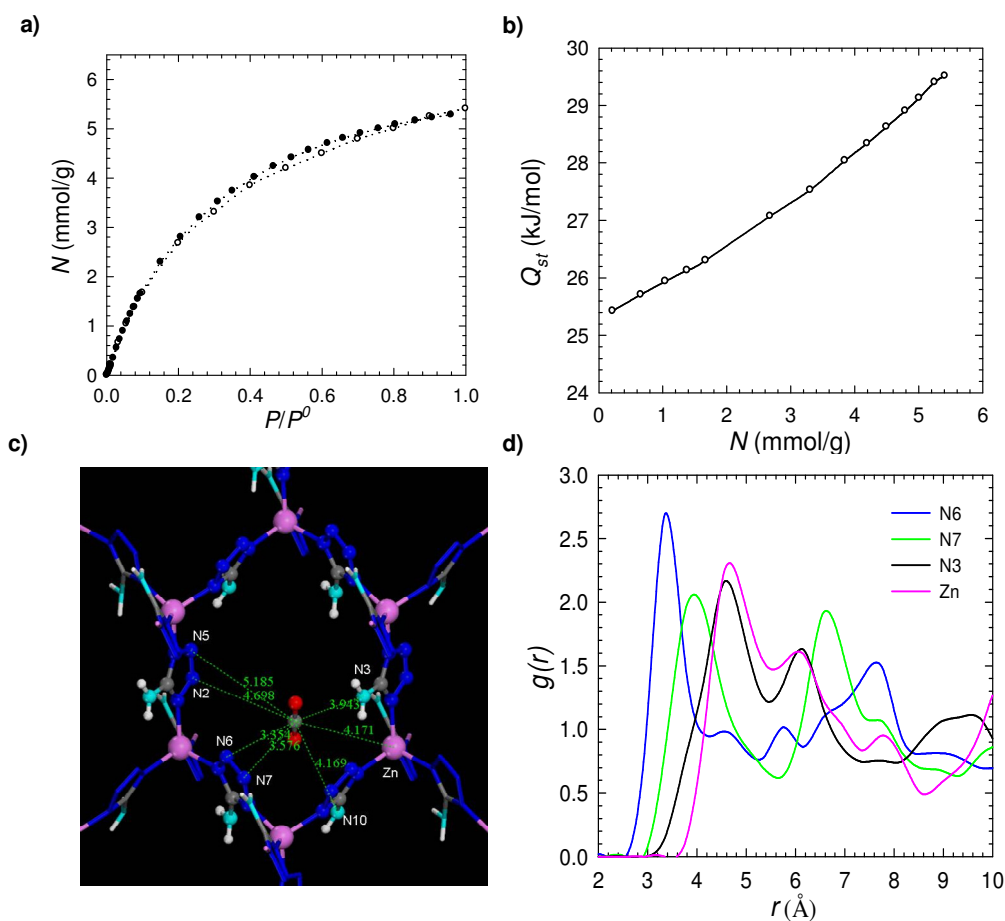 a)
6
5
4
3
2
1
0
N (mmol/g)
0.0 0.2 0.4 0.6 0.8 1.0
P/P⁰
b)
30
29
28
27
26
25
24
Qst (kJ/mol)
0 1 2 3 4 5 6
N (mmol/g)
c)
N5
N2
N3
5.185
4.698
3.943
4.171
N6
3.354
3.576
4.169
N7
Zn
N10
d)
3.0
2.5
2.0
1.5
1.0
0.5
0.0
g(r)
N6
N7
N3
Zn
2 3 4 5 6 7 8 9 10
r (Å)